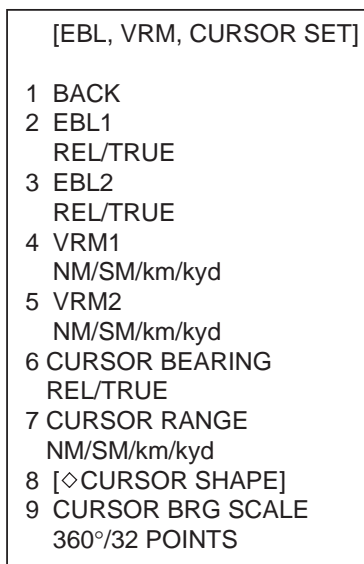 [EBL, VRM, CURSOR SET]
1 BACK
2 EBL1
REL/TRUE
3 EBL2
REL/TRUE
4 VRM1
NM/SM/km/kyd
5 VRM2
NM/SM/km/kyd
6 CURSOR BEARING
REL/TRUE
7 CURSOR RANGE
NM/SM/km/kyd
8 [◇CURSOR SHAPE]
9 CURSOR BRG SCALE
360°/32 POINTS